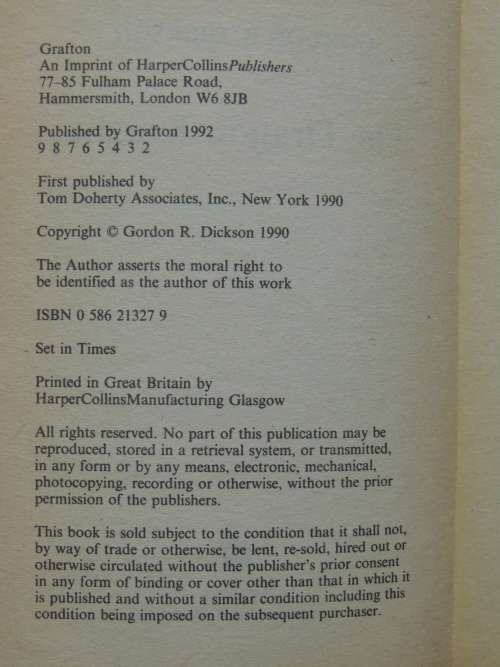 Grafton
An Imprint of HarperCollinsPublishers
77–85 Fulham Palace Road,
Hammersmith, London W6 8JB
Published by Grafton 1992
9 8 7 6 5 4 3 2
First published by
Tom Doherty Associates, Inc., New York 1990
Copyright © Gordon R. Dickson 1990
The Author asserts the moral right to
be identified as the author of this work
ISBN 0 586 21327 9
Set in Times
Printed in Great Britain by
HarperCollinsManufacturing Glasgow
All rights reserved. No part of this publication may be
reproduced, stored in a retrieval system, or transmitted,
in any form or by any means, electronic, mechanical,
photocopying, recording or otherwise, without the prior
permission of the publishers.
This book is sold subject to the condition that it shall not,
by way of trade or otherwise, be lent, re-sold, hired out or
otherwise circulated without the publisher's prior consent
in any form of binding or cover other than that in which it
is published and without a similar condition including this
condition being imposed on the subsequent purchaser.